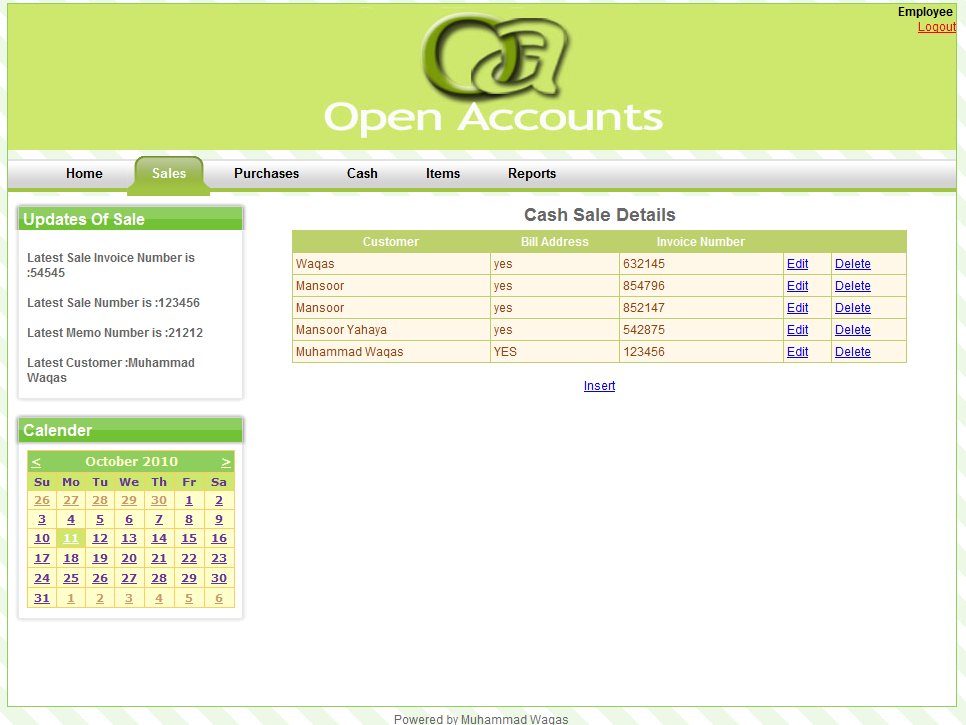 Employee
Logout
Oa
Open Accounts
Home Sales Purchases Cash Items Reports
Updates Of Sale
Latest Sale Invoice Number is
:54545
Latest Sale Number is :123456
Latest Memo Number is :21212
Latest Customer :Muhammad
Waqas
Calender
< October 2010 >
Su Mo Tu We Th Fr Sa
26 27 28 29 30 1 2
3 4 5 6 7 8 9
10 11 12 13 14 15 16
17 18 19 20 21 22 23
24 25 26 27 28 29 30
31 1 2 3 4 5 6
Cash Sale Details
Customer Bill Address Invoice Number
Waqas yes 632145 Edit Delete
Mansoor yes 854796 Edit Delete
Mansoor yes 852147 Edit Delete
Mansoor Yahaya yes 542875 Edit Delete
Muhammad Waqas YES 123456 Edit Delete
Insert
Powered by Muhammad Waqas